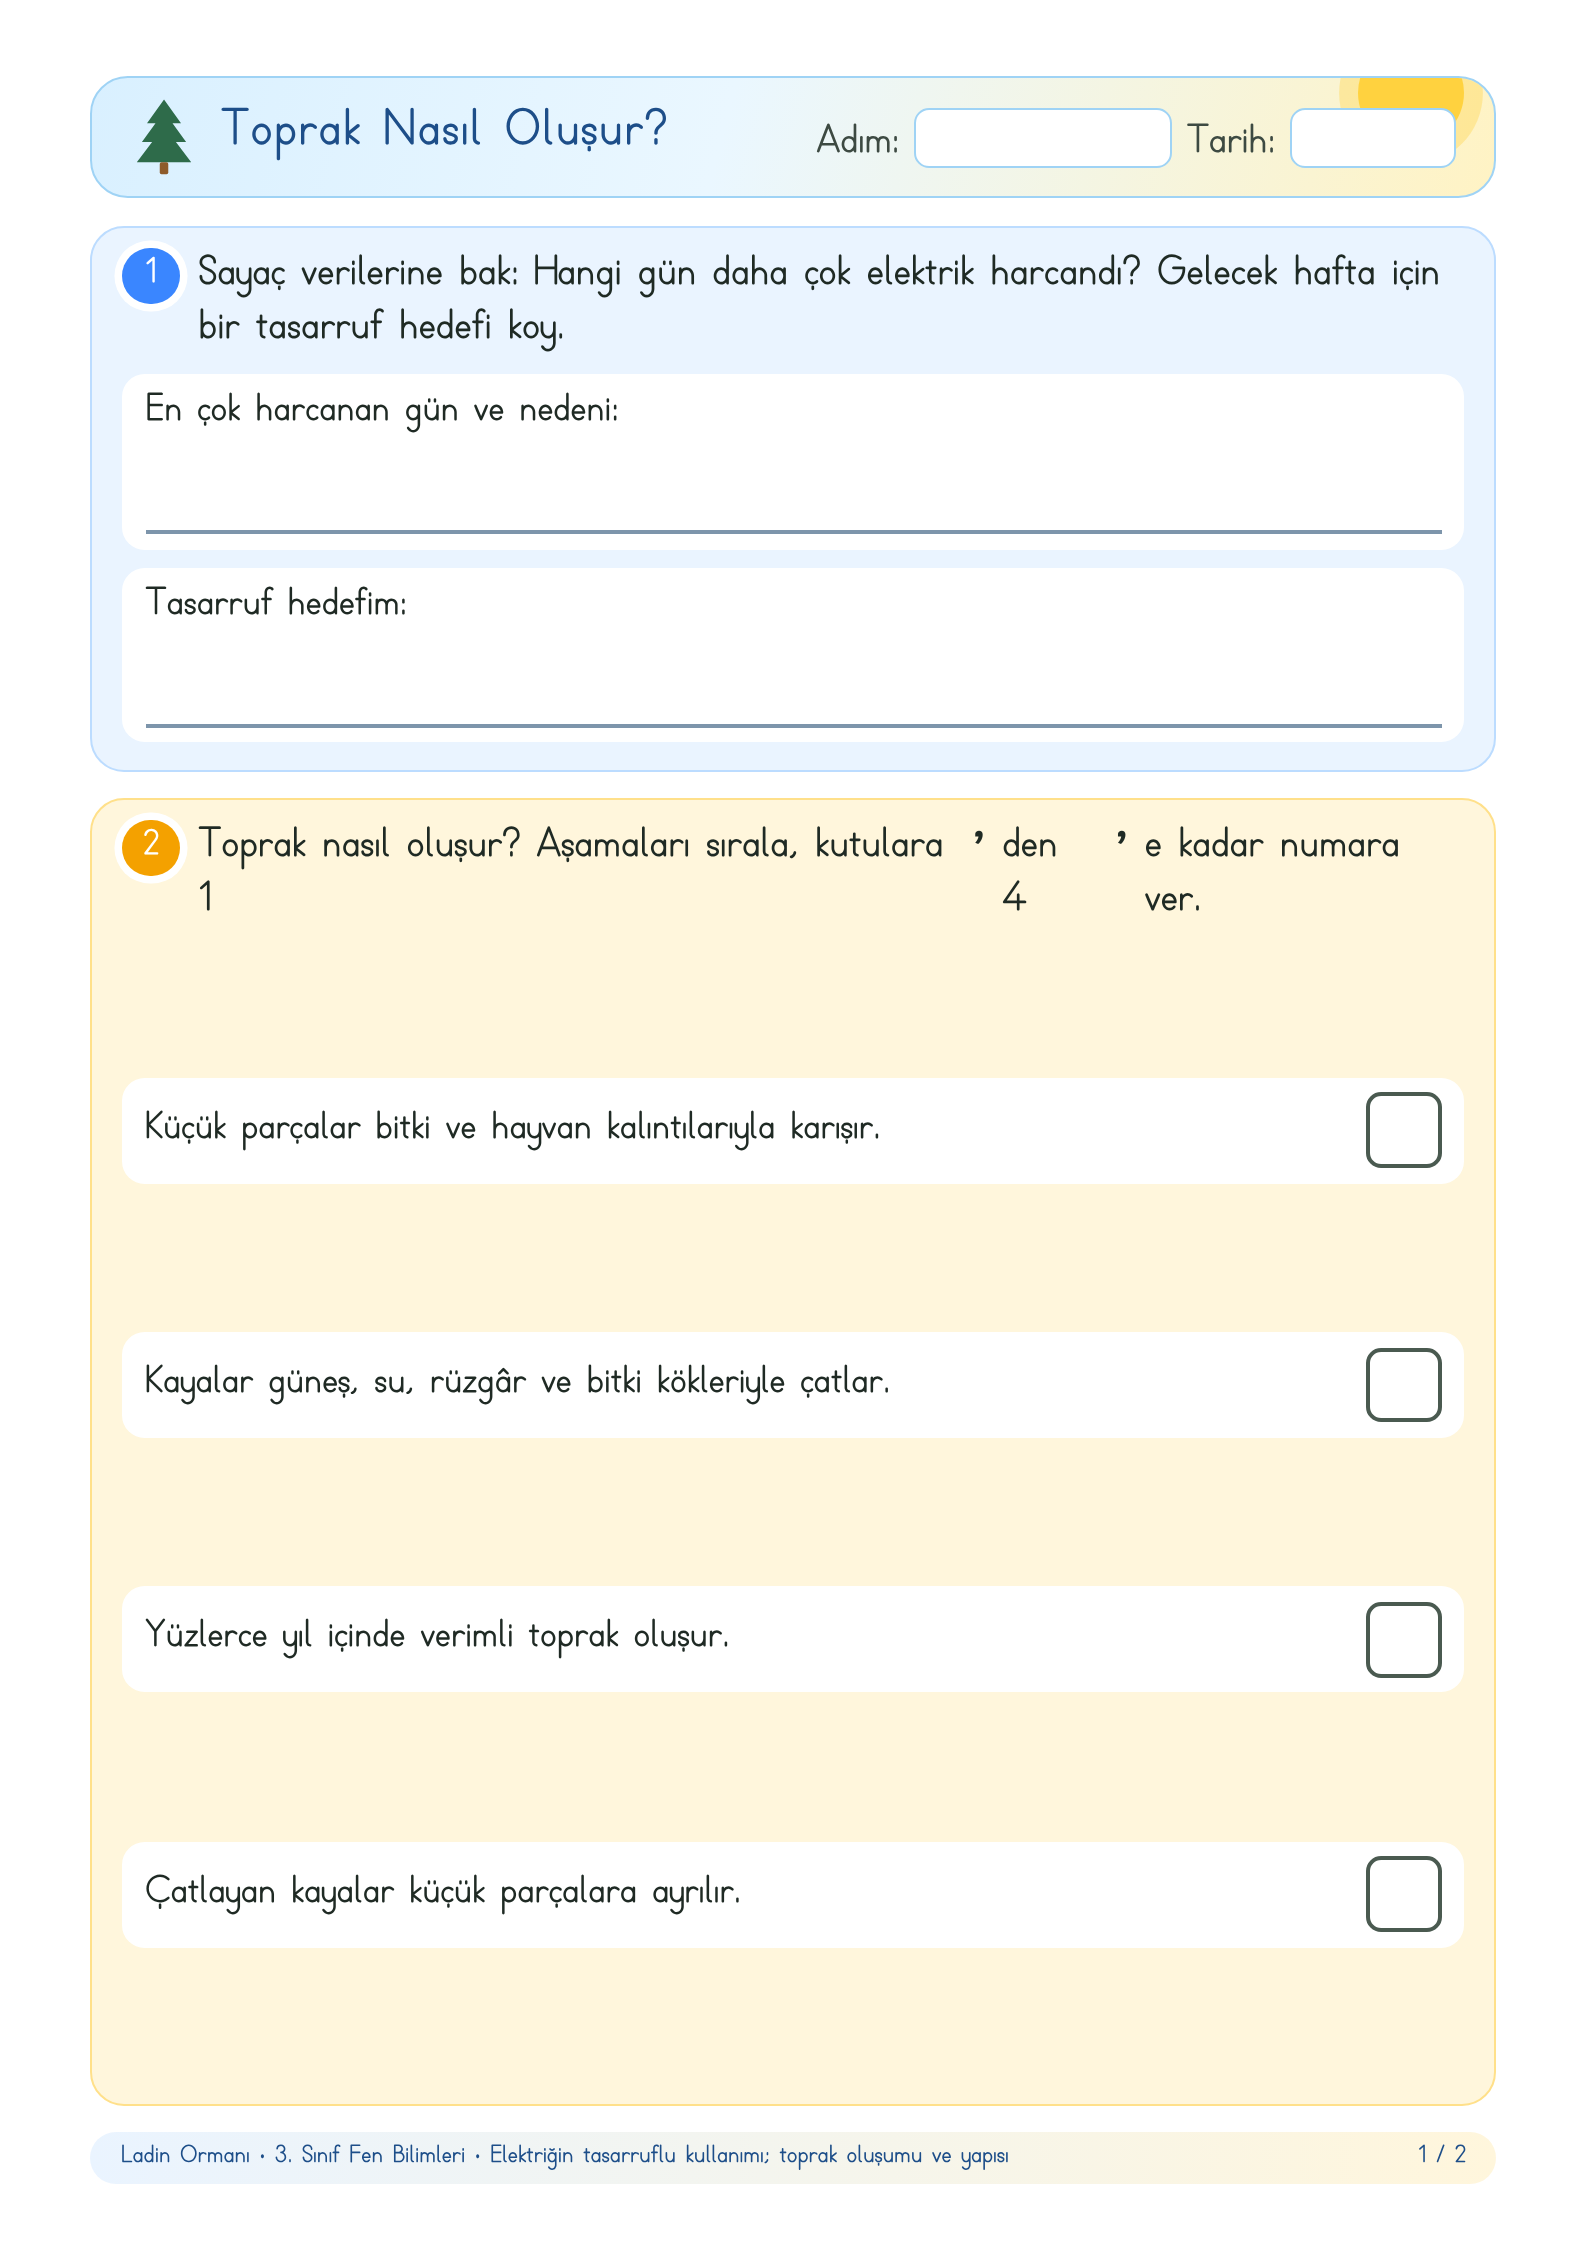 Toprak Nasıl Oluşur?
Adım:
Tarih:
1
Sayaç verilerine bak: Hangi gün daha çok elektrik harcandı? Gelecek hafta için
bir tasarruf hedefi koy.
En çok harcanan gün ve nedeni:
Tasarruf hedefim:
2
Toprak nasıl oluşur? Aşamaları sırala, kutulara ’ den ’ e kadar numara
1 4 ver.
Küçük parçalar bitki ve hayvan kalıntılarıyla karışır.
Kayalar güneş, su, rüzgâr ve bitki kökleriyle çatlar.
Yüzlerce yıl içinde verimli toprak oluşur.
Çatlayan kayalar küçük parçalara ayrılır.
Ladin Ormanı • 3. Sınıf Fen Bilimleri • Elektriğin tasarruflu kullanımı; toprak oluşumu ve yapısı
1 / 2